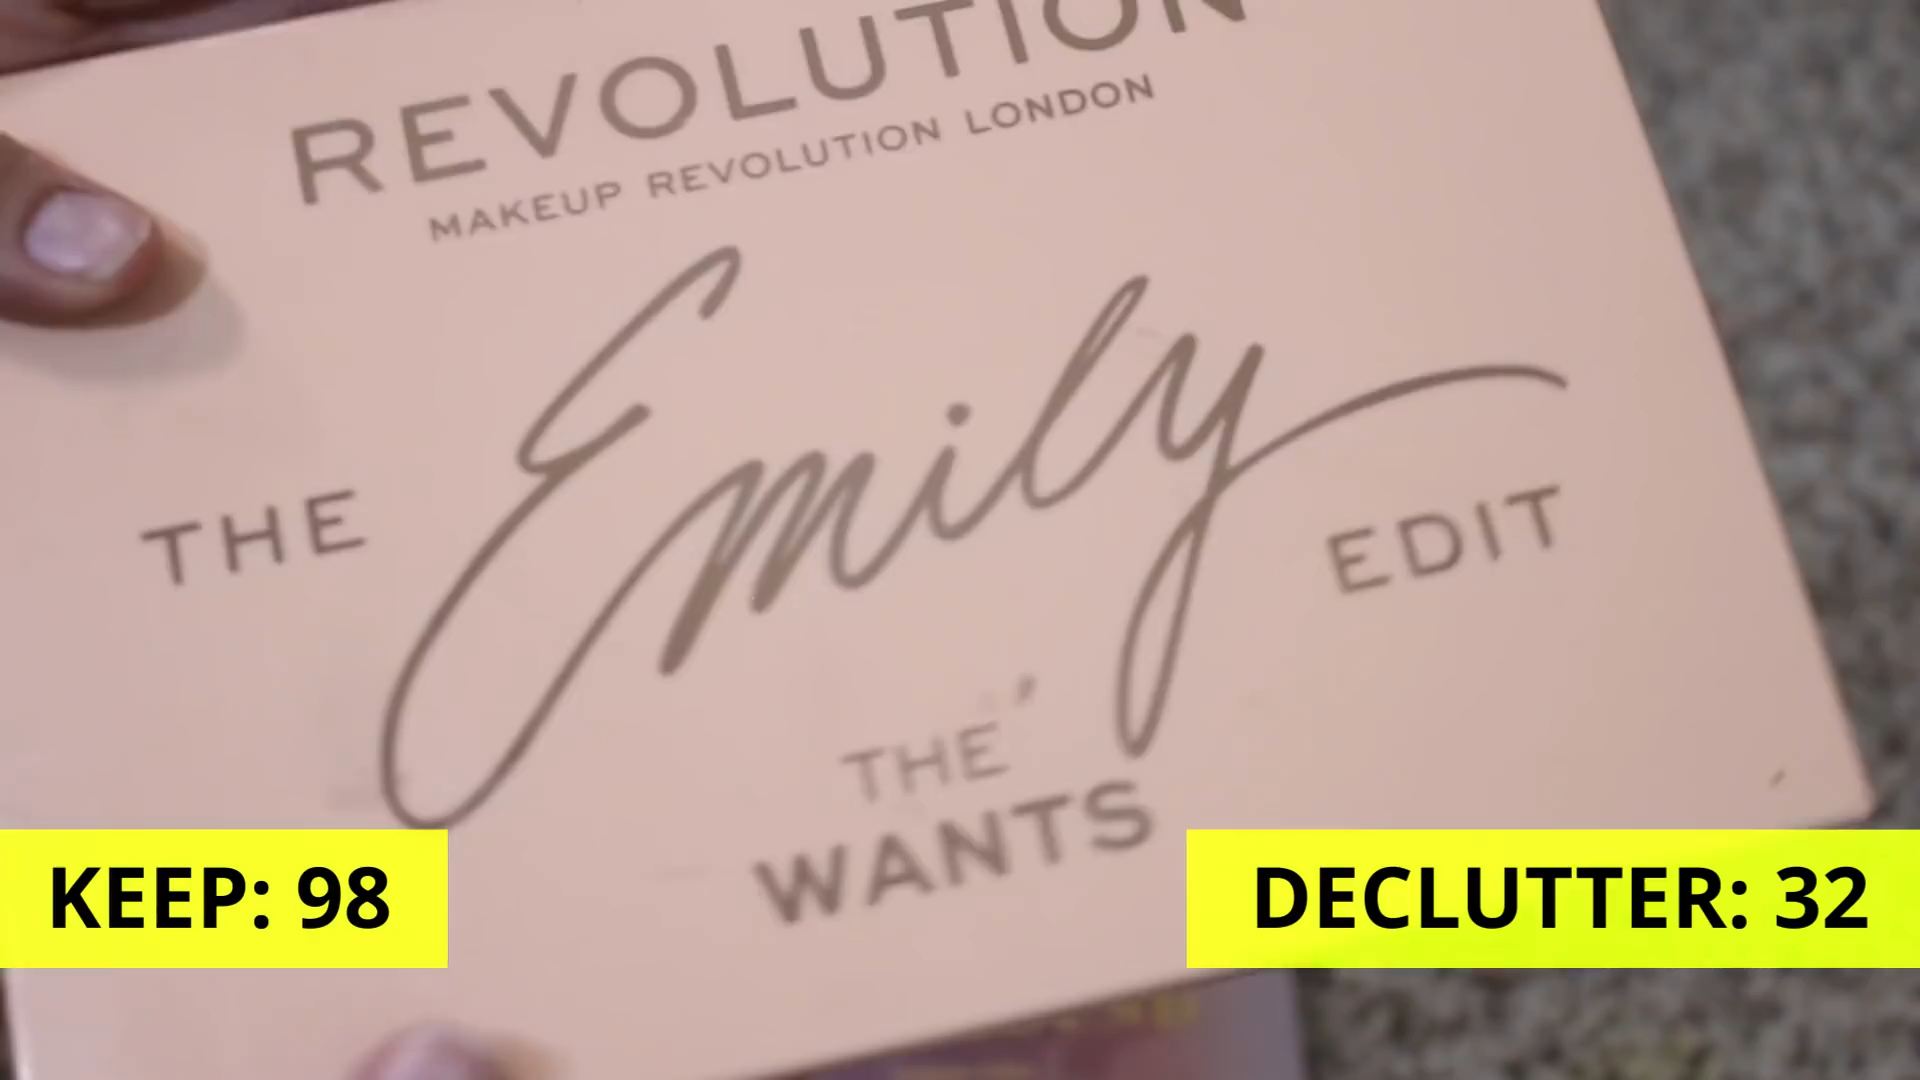 REVOLUTION
MAKEUP REVOLUTION LONDON
THE Emily EDIT
THE
WANTS
KEEP: 98
DECLUTTER: 32